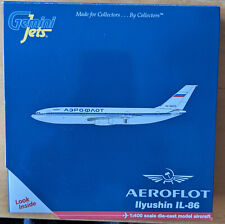 Gemini
Jets
Made for Collectors . . . By Collectors™
АЭРОФЛОТ
AEROFLOT
Ilyushin IL-86
Look
Inside
1:400 scale die-cast model aircraft